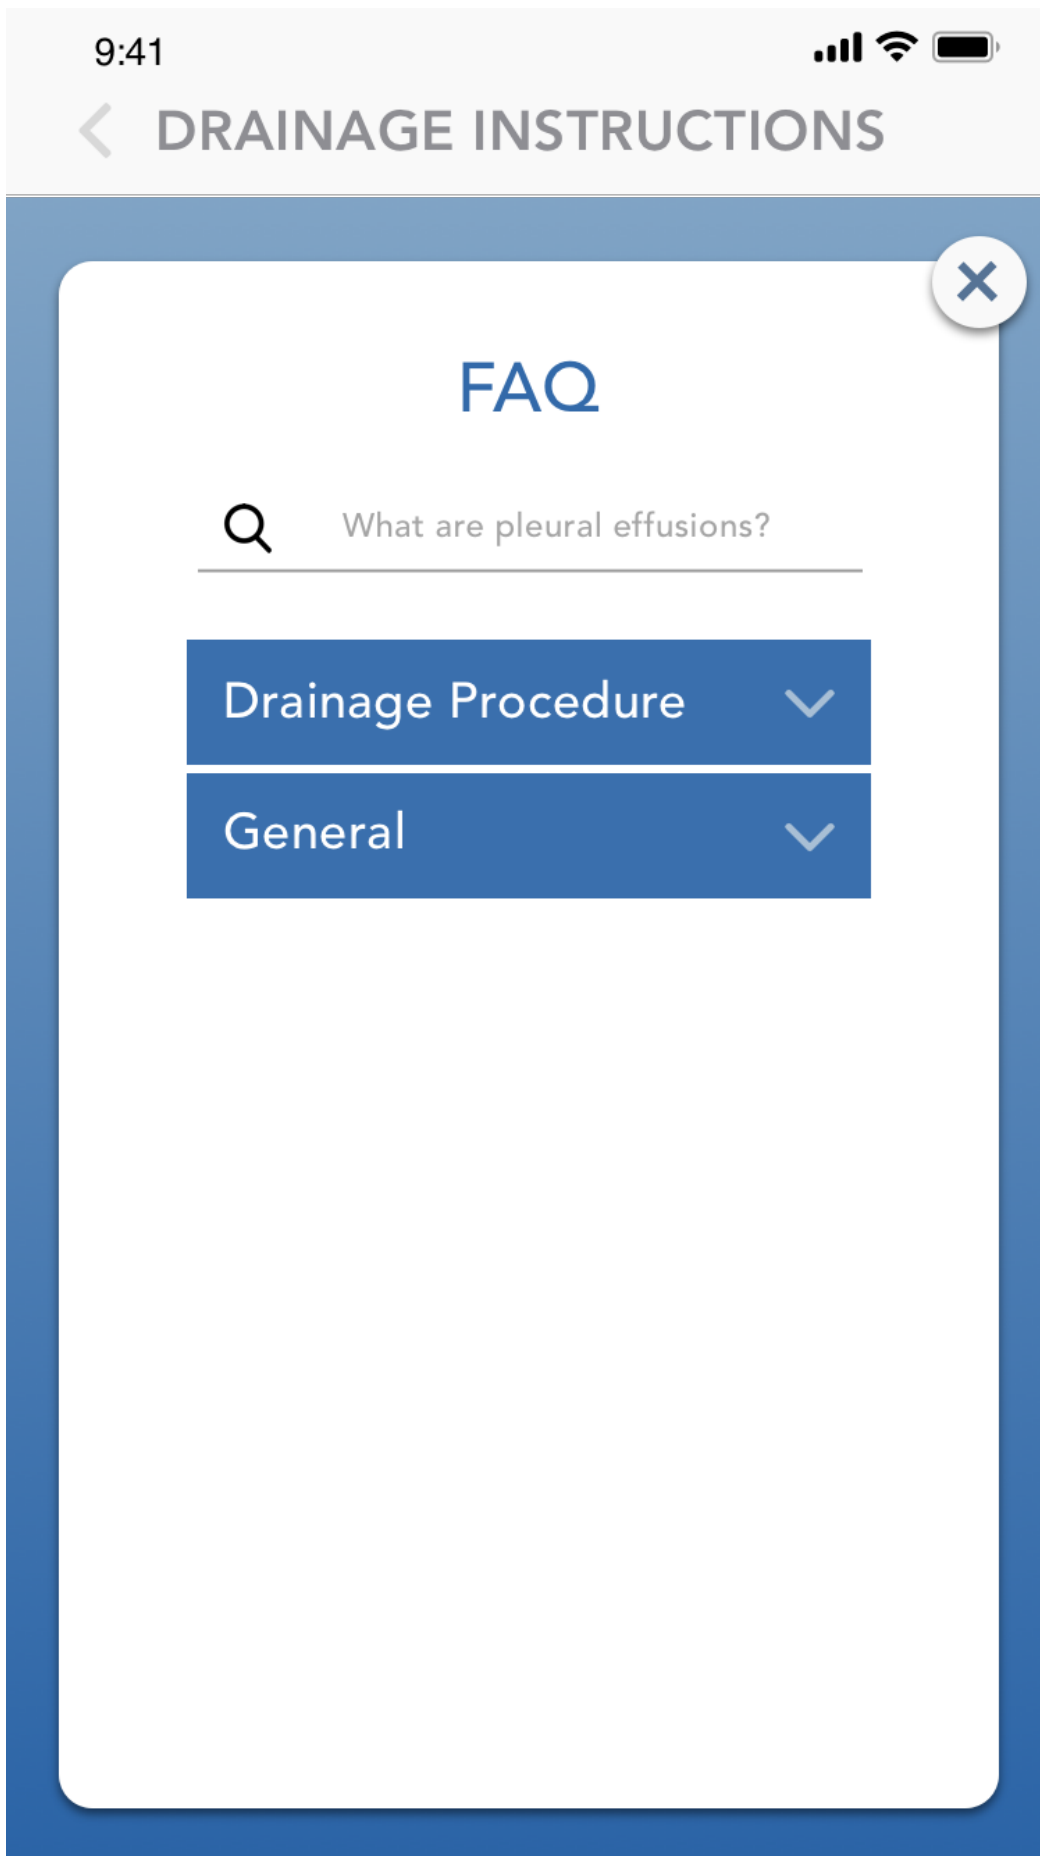 9:41
DRAINAGE INSTRUCTIONS
FAQ
What are pleural effusions?
Drainage Procedure
General